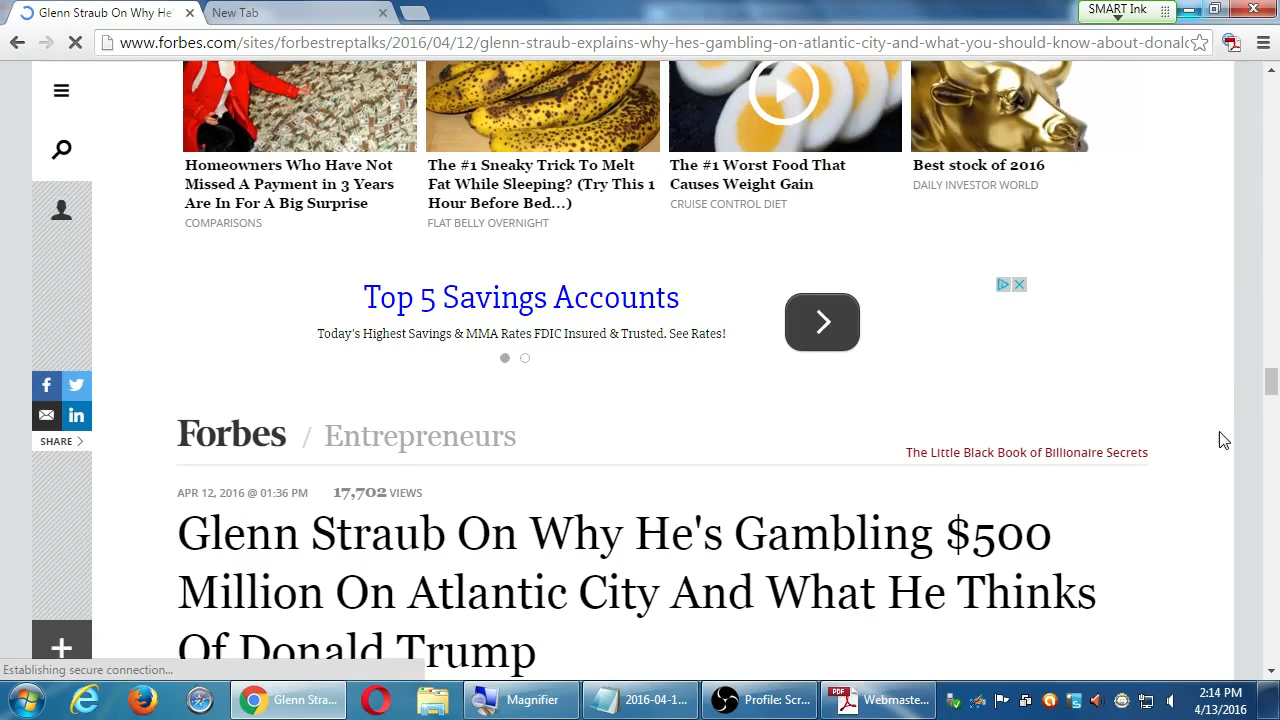 Glenn Straub On Why He'
New Tab
SMART Ink
www.forbes.com/sites/forbestreptalks/2016/04/12/glenn-straub-explains-why-hes-gambling-on-atlantic-city-and-what-you-should-know-about-donal
Homeowners Who Have Not
Missed A Payment in 3 Years
Are In For A Big Surprise
COMPARISONS
The #1 Sneaky Trick To Melt
Fat While Sleeping? (Try This 1
Hour Before Bed...)
FLAT BELLY OVERNIGHT
The #1 Worst Food That
Causes Weight Gain
CRUISE CONTROL DIET
Best stock of 2016
DAILY INVESTOR WORLD
Top 5 Savings Accounts
Today's Highest Savings & MMA Rates FDIC Insured & Trusted. See Rates!
SHARE
Forbes / Entrepreneurs
The Little Black Book of Billionaire Secrets
APR 12, 2016 @ 01:36 PM 17,702 VIEWS
Glenn Straub On Why He's Gambling $500
Million On Atlantic City And What He Thinks
Of Donald Trump
Establishing secure connection...
Glenn Stra...
Magnifier
2016-04-1...
Profile: Scr...
PDF
Webmaste...
2:14 PM
4/13/2016